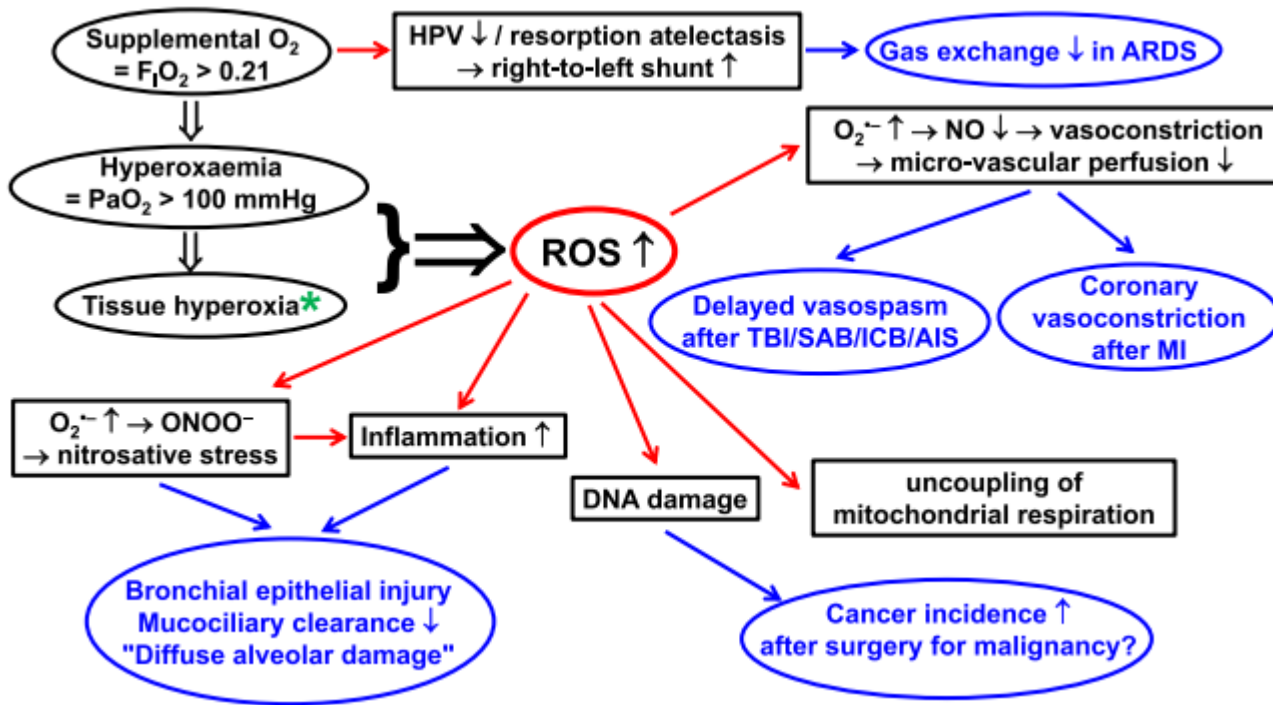 Supplemental O₂
= FᵢO₂ > 0.21
HPV ↓ / resorption atelectasis
→ right-to-left shunt ↑
Gas exchange ↓ in ARDS
O₂•⁻ ↑ → NO ↓ → vasoconstriction
→ micro-vascular perfusion ↓
Hyperoxaemia
= PaO₂ > 100 mmHg
}
ROS ↑
Tissue hyperoxia*
Delayed vasospasm
after TBI/SAB/ICB/AIS
Coronary
vasoconstriction
after MI
O₂•⁻ ↑ → ONOO⁻
→ nitrosative stress
Inflammation ↑
DNA damage
uncoupling of
mitochondrial respiration
Bronchial epithelial injury
Mucociliary clearance ↓
"Diffuse alveolar damage"
Cancer incidence ↑
after surgery for malignancy?